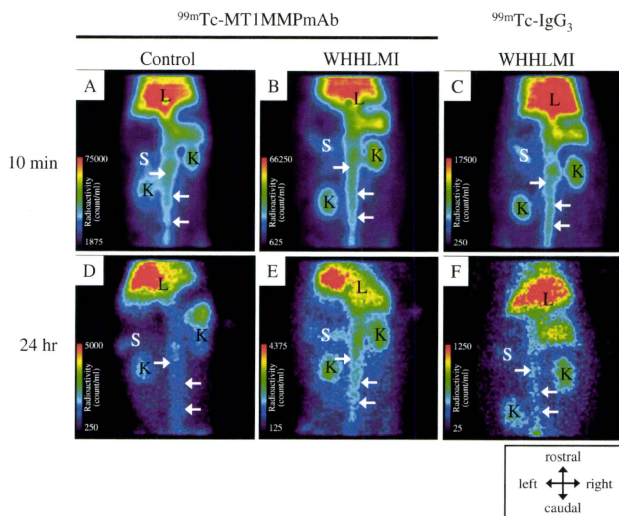 99mTc-MT1MMPmAb
99mTc-IgG3
Control
WHHLMI
WHHLMI
10 min
A
L
S
K
K
75000
Radioactivity
(count/ml)
1875
B
L
S
K
K
66250
Radioactivity
(count/ml)
625
C
L
S
K
K
17500
Radioactivity
(count/ml)
250
24 hr
D
L
S
K
K
5000
Radioactivity
(count/ml)
250
E
L
S
K
K
4375
Radioactivity
(count/ml)
125
F
L
S
K
K
1250
Radioactivity
(count/ml)
25
rostral
left
right
caudal